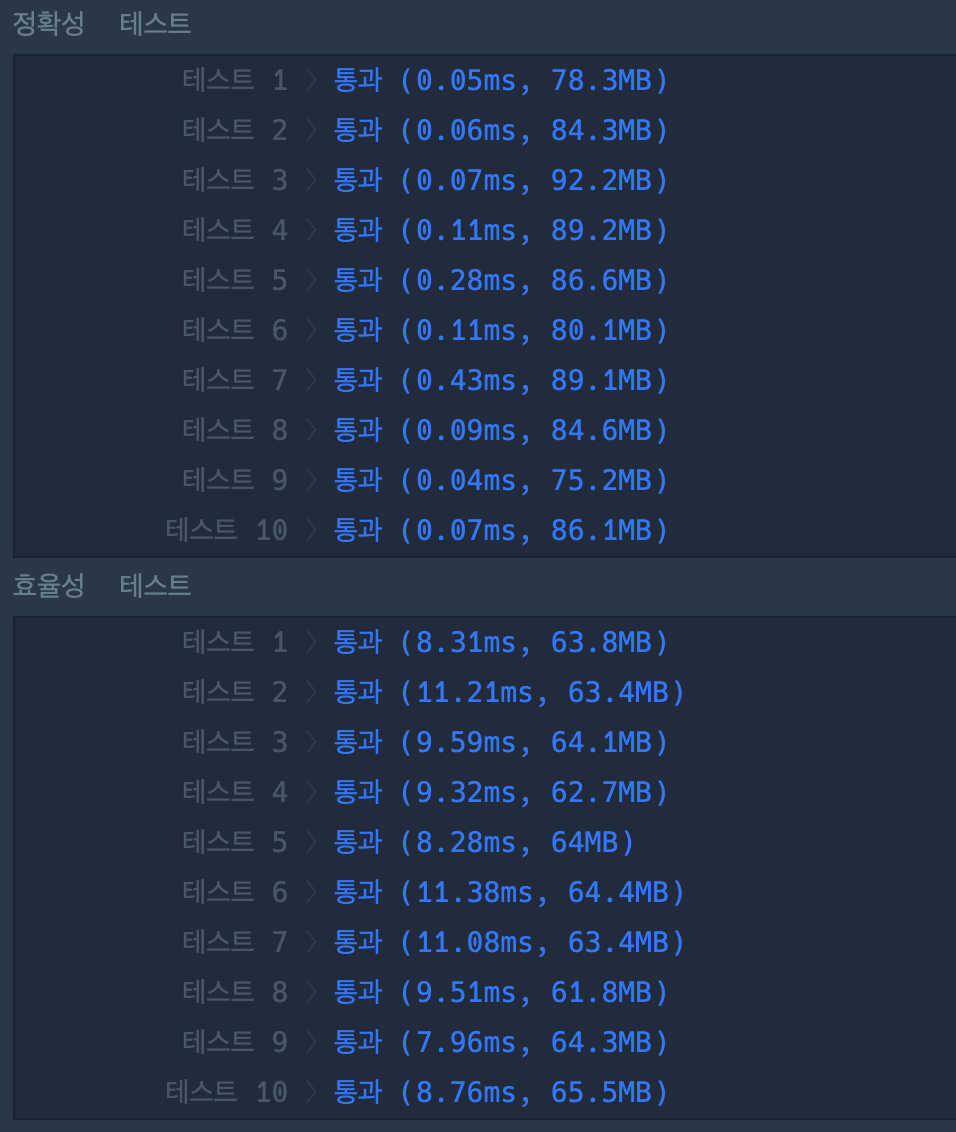 정확성 테스트
테스트 1 〉 통과 (0.05ms, 78.3MB)
테스트 2 〉 통과 (0.06ms, 84.3MB)
테스트 3 〉 통과 (0.07ms, 92.2MB)
테스트 4 〉 통과 (0.11ms, 89.2MB)
테스트 5 〉 통과 (0.28ms, 86.6MB)
테스트 6 〉 통과 (0.11ms, 80.1MB)
테스트 7 〉 통과 (0.43ms, 89.1MB)
테스트 8 〉 통과 (0.09ms, 84.6MB)
테스트 9 〉 통과 (0.04ms, 75.2MB)
테스트 10 〉 통과 (0.07ms, 86.1MB)
효율성 테스트
테스트 1 〉 통과 (8.31ms, 63.8MB)
테스트 2 〉 통과 (11.21ms, 63.4MB)
테스트 3 〉 통과 (9.59ms, 64.1MB)
테스트 4 〉 통과 (9.32ms, 62.7MB)
테스트 5 〉 통과 (8.28ms, 64MB)
테스트 6 〉 통과 (11.38ms, 64.4MB)
테스트 7 〉 통과 (11.08ms, 63.4MB)
테스트 8 〉 통과 (9.51ms, 61.8MB)
테스트 9 〉 통과 (7.96ms, 64.3MB)
테스트 10 〉 통과 (8.76ms, 65.5MB)